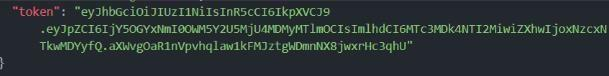 "token": "eyJhbGciOiJIUzI1NiIsInR5cCI6IkpXVCJ9
.eyJpZCI6IjY5OGYxNmI0OWM5Y2U5MjU4MDMyMTlmOCIsImlhdCI6MTc3MDk4NTI2MiwiZXhwIjoxNzcxN
TkwMDYyfQ.aXWvgOaR1nVpvhqlaw1kFMJztgWDmnNX8jwxrHc3qhU"
}